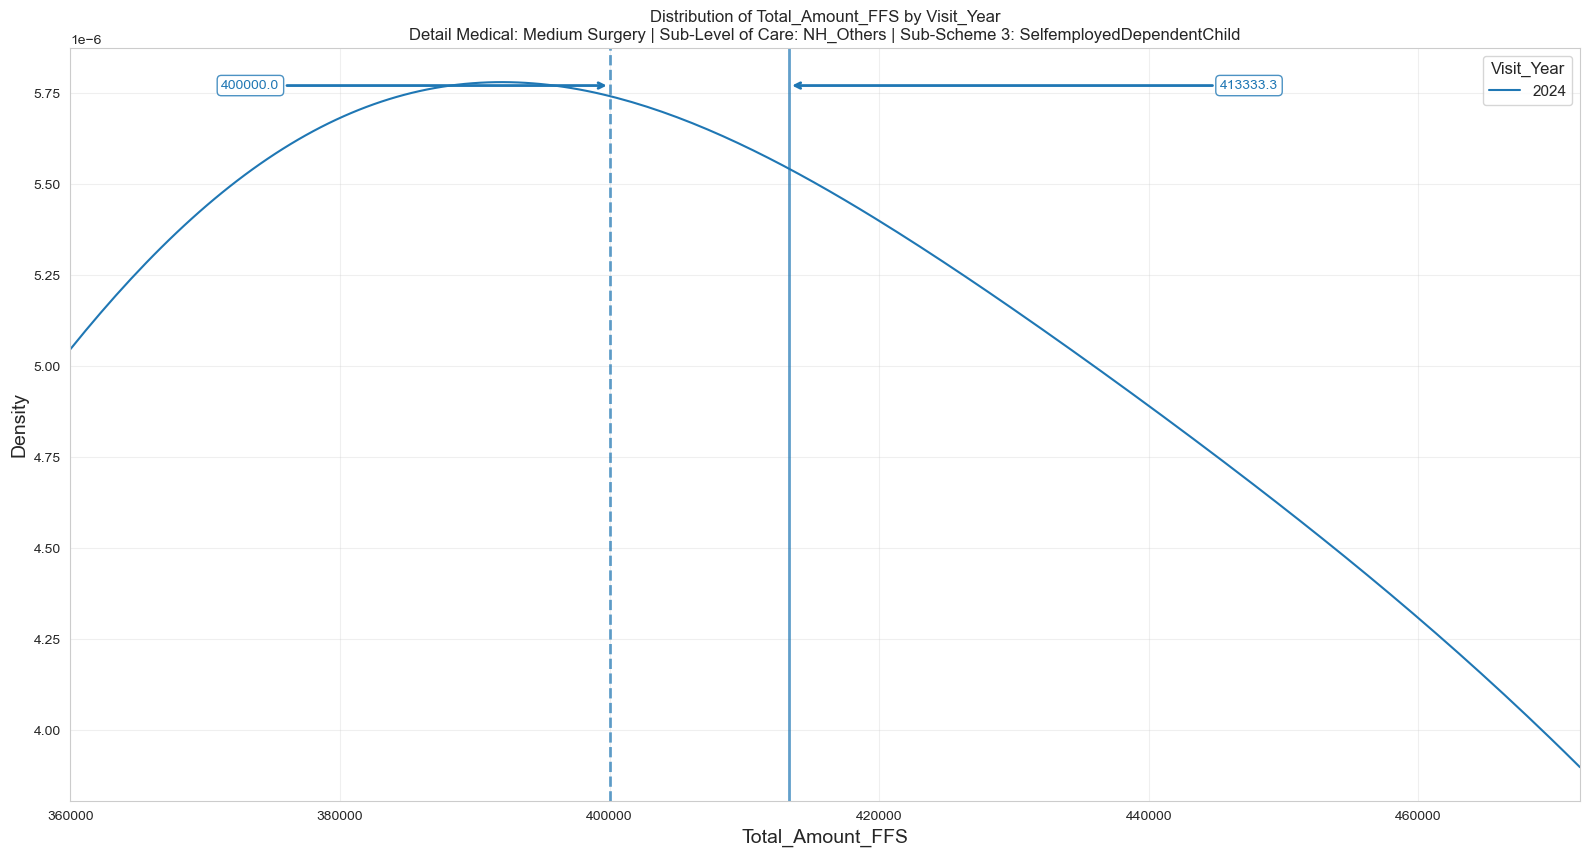 Distribution of Total_Amount_FFS by Visit_Year
Detail Medical: Medium Surgery | Sub-Level of Care: NH_Others | Sub-Scheme 3: SelfemployedDependentChild
1e−6
400000.0
413333.3
Visit_Year
2024
5.75
5.50
5.25
5.00
4.75
4.50
4.25
4.00
Density
360000
380000
400000
420000
440000
460000
Total_Amount_FFS